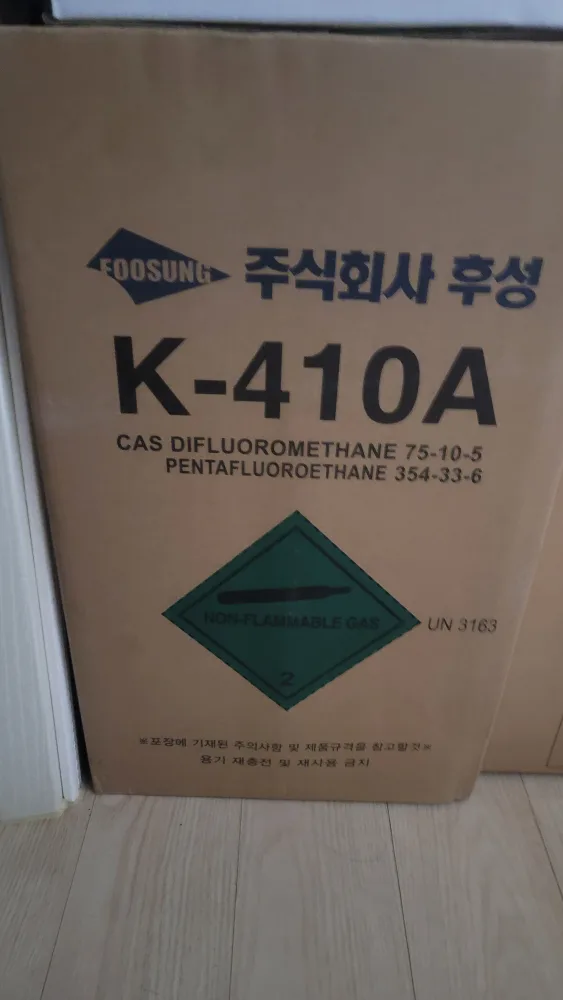 FOOSUNG 주식회사 후성
K-410A
CAS DIFLUOROMETHANE 75-10-5
PENTAFLUOROETHANE 354-33-6
NON-FLAMMABLE GAS
UN 3163
2
※포장에 기재된 주의사항 및 제품규격을 참고할것※
용기 재충전 및 재사용 금지